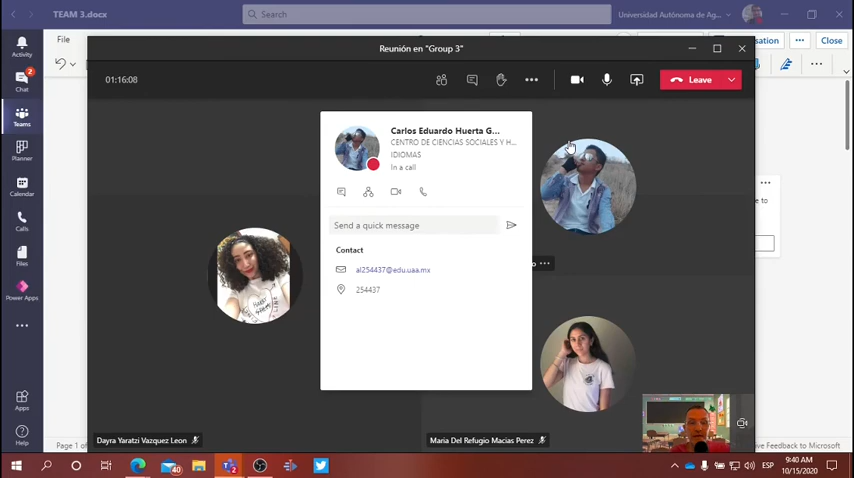 TEAM 3.docx
Search
Universidad Autónoma de Ag...
Activity
Chat
2
Teams
Planner
Calendar
Calls
Files
Power Apps
Apps
Help
File
Close
Reunión en "Group 3"
01:16:08
Leave
Carlos Eduardo Huerta G...
CENTRO DE CIENCIAS SOCIALES Y H...
IDIOMAS
In a call
Send a quick message
Contact
al254437@edu.uaa.mx
254437
Dayra Yaratzi Vazquez Leon
Maria Del Refugio Macias Perez
Page 1 of
Feedback to Microsoft
40
ESP
9:40 AM
10/15/2020